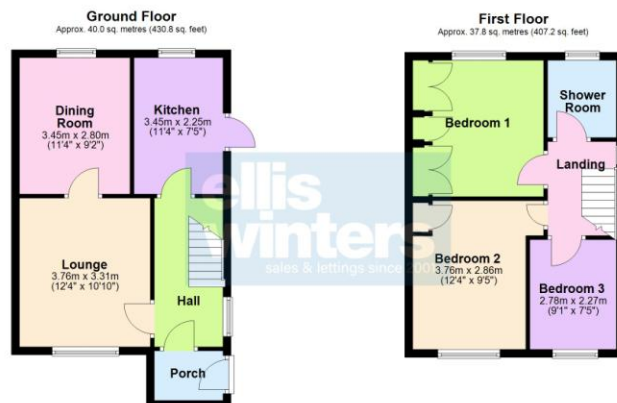 Ground Floor
Approx. 40.0 sq. metres (430.8 sq. feet)
Dining
Room
3.45m x 2.80m
(11'4" x 9'2")
Kitchen
3.45m x 2.25m
(11'4" x 7'5")
Lounge
3.76m x 3.31m
(12'4" x 10'10")
Hall
Porch
First Floor
Approx. 37.8 sq. metres (407.2 sq. feet)
Bedroom 1
Shower
Room
Landing
Bedroom 2
3.76m x 2.86m
(12'4" x 9'5")
Bedroom 3
2.78m x 2.27m
(9'1" x 7'5")
ellis
winters
sales & lettings since 2001